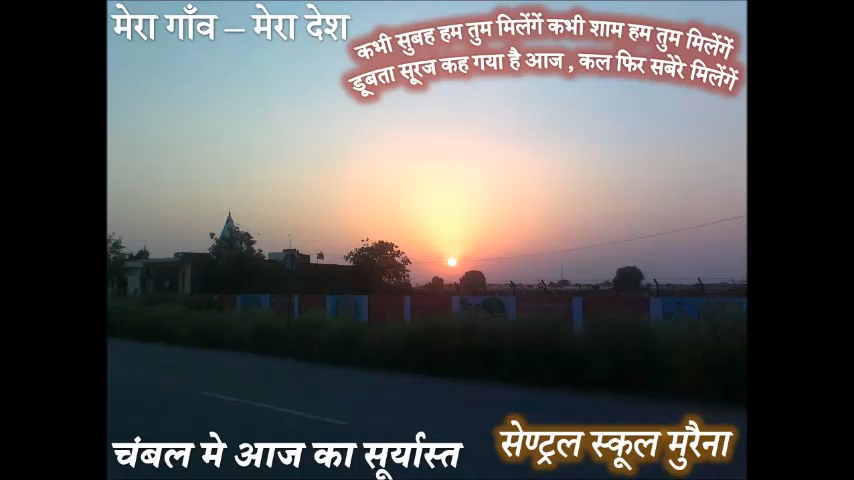 मेरा गाँव – मेरा देश
कभी सुबह हम तुम मिलेंगें कभी शाम हम तुम मिलेंगें
डूबता सूरज कह गया है आज , कल फिर सबेरे मिलेंगें
चंबल मे आज का सूर्यास्त
सेण्ट्रल स्कूल मुरैना